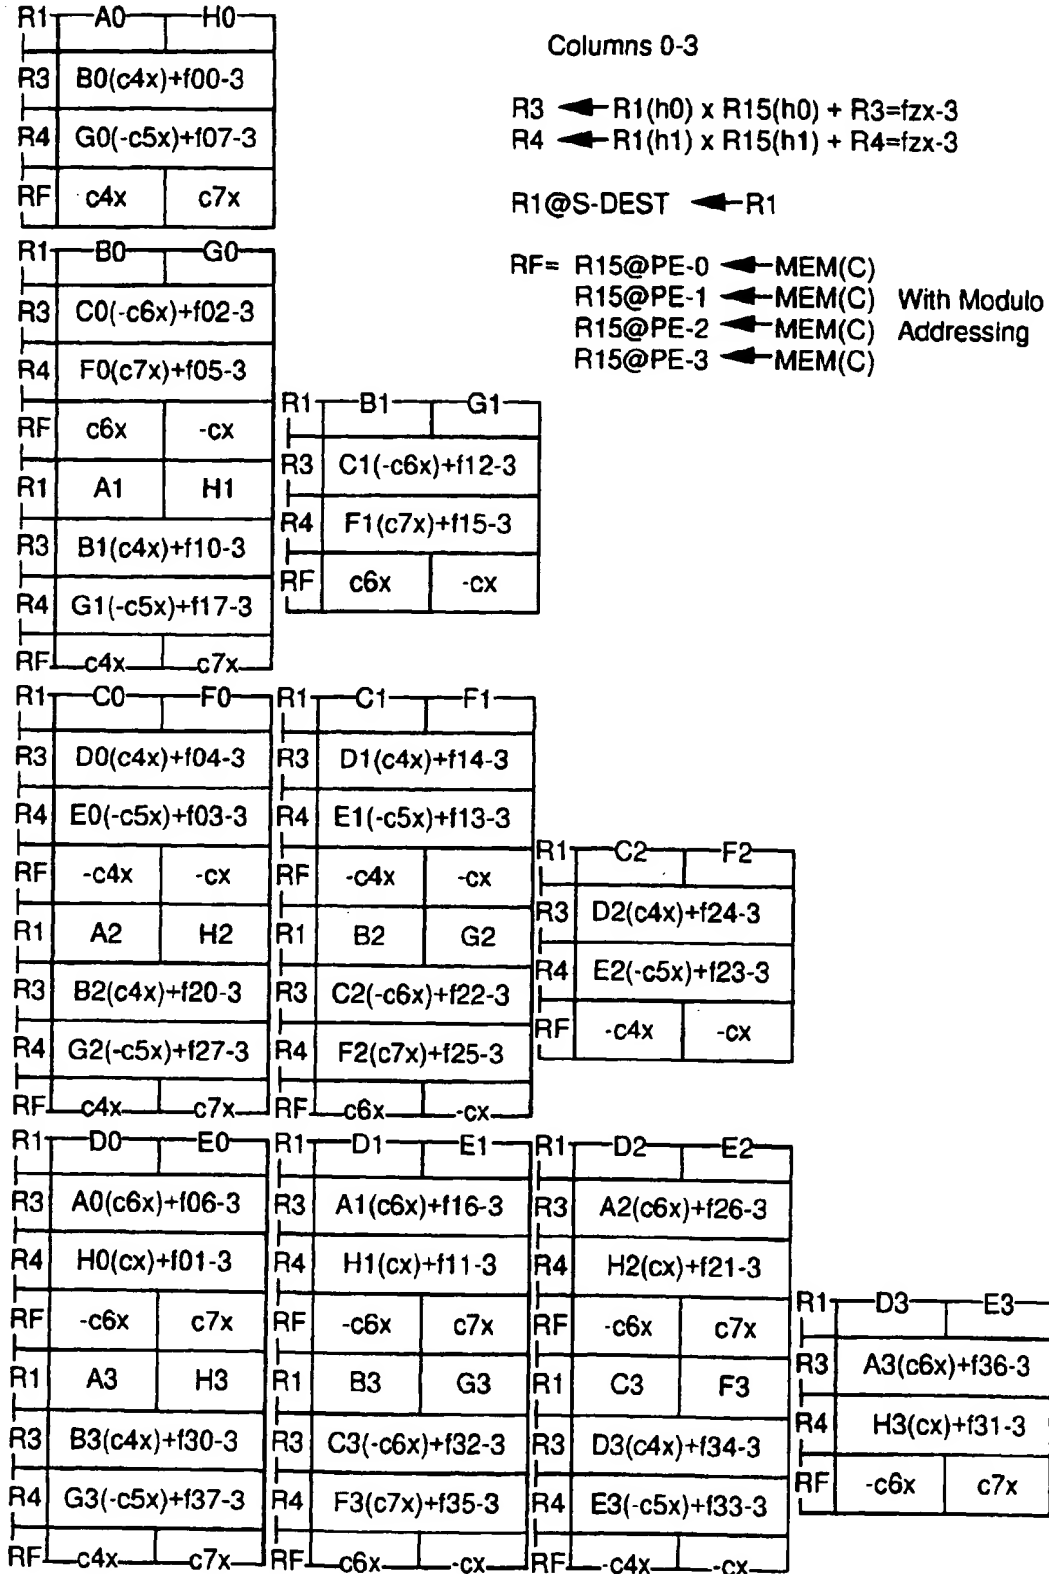 R1 A0 H0
R3 B0(c4x)+f00-3
R4 G0(-c5x)+f07-3
RF c4x c7x
Columns 0-3
R3 ◄─ R1(h0) x R15(h0) + R3=fzx-3
R4 ◄─ R1(h1) x R15(h1) + R4=fzx-3
R1@S-DEST ◄─ R1
RF= R15@PE-0 ◄─ MEM(C)
R15@PE-1 ◄─ MEM(C) With Modulo
R15@PE-2 ◄─ MEM(C) Addressing
R15@PE-3 ◄─ MEM(C)
R1 B0 G0
R3 C0(-c6x)+f02-3
R4 F0(c7x)+f05-3
RF c6x -cx
R1 A1 H1
R3 B1(c4x)+f10-3
R4 G1(-c5x)+f17-3
RF c4x c7x
R1 B1 G1
R3 C1(-c6x)+f12-3
R4 F1(c7x)+f15-3
RF c6x -cx
R1 C0 F0
R3 D0(c4x)+f04-3
R4 E0(-c5x)+f03-3
RF -c4x -cx
R1 A2 H2
R3 B2(c4x)+f20-3
R4 G2(-c5x)+f27-3
RF c4x c7x
R1 C1 F1
R3 D1(c4x)+f14-3
R4 E1(-c5x)+f13-3
RF -c4x -cx
R1 B2 G2
R3 C2(-c6x)+f22-3
R4 F2(c7x)+f25-3
RF c6x -cx
R1 C2 F2
R3 D2(c4x)+f24-3
R4 E2(-c5x)+f23-3
RF -c4x -cx
R1 D0 E0
R3 A0(c6x)+f06-3
R4 H0(cx)+f01-3
RF -c6x c7x
R1 A3 H3
R3 B3(c4x)+f30-3
R4 G3(-c5x)+f37-3
RF c4x c7x
R1 D1 E1
R3 A1(c6x)+f16-3
R4 H1(cx)+f11-3
RF -c6x c7x
R1 B3 G3
R3 C3(-c6x)+f32-3
R4 F3(c7x)+f35-3
RF c6x -cx
R1 D2 E2
R3 A2(c6x)+f26-3
R4 H2(cx)+f21-3
RF -c6x c7x
R1 C3 F3
R3 D3(c4x)+f34-3
R4 E3(-c5x)+f33-3
RF -c4x -cx
R1 D3 E3
R3 A3(c6x)+f36-3
R4 H3(cx)+f31-3
RF -c6x c7x